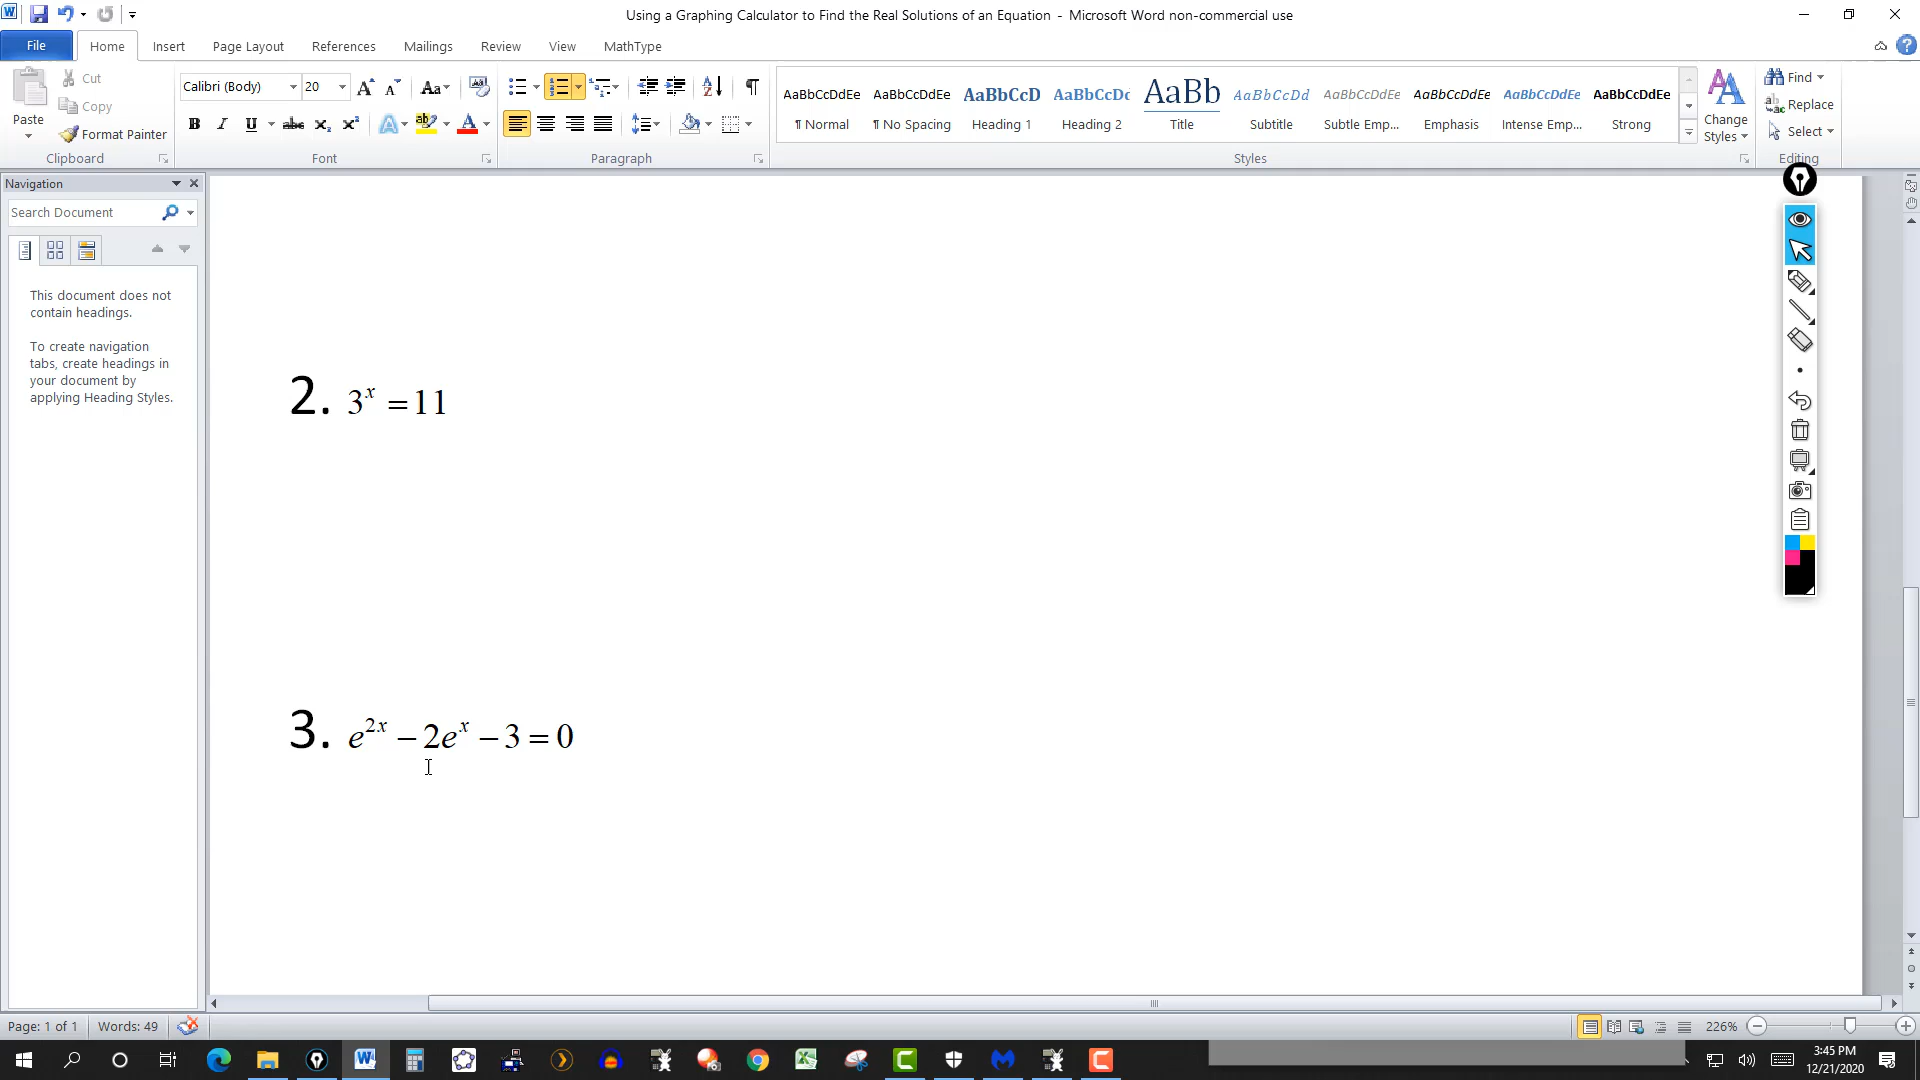 Using a Graphing Calculator to Find the Real Solutions of an Equation - Microsoft Word non-commercial use
File Home Insert Page Layout References Mailings Review View MathType
Paste
Cut
Copy
Format Painter
Clipboard
Calibri (Body) 20
Font
Paragraph
AaBbCcDdEe AaBbCcDdEe AaBbCcD AaBbCcDc AaBb AaBbCcDd AaBbCcDdEe AaBbCcDdEe AaBbCcDdEe AaBbCcDdEe
¶ Normal ¶ No Spacing Heading 1 Heading 2 Title Subtitle Subtle Emp... Emphasis Intense Emp... Strong
Styles
Change
Styles
Find
Replace
Select
Editing
Navigation
Search Document
This document does not
contain headings.
To create navigation
tabs, create headings in
your document by
applying Heading Styles.
2. 3ˣ = 11
3. e²ˣ − 2eˣ − 3 = 0
Page: 1 of 1 Words: 49 226%
3:45 PM
12/21/2020